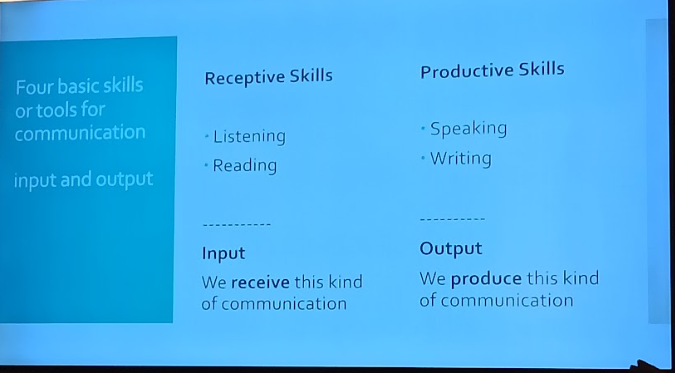 Four basic skills
or tools for
communication
input and output
Receptive Skills
• Listening
• Reading
-----------
Input
We receive this kind
of communication
Productive Skills
• Speaking
• Writing
----------
Output
We produce this kind
of communication